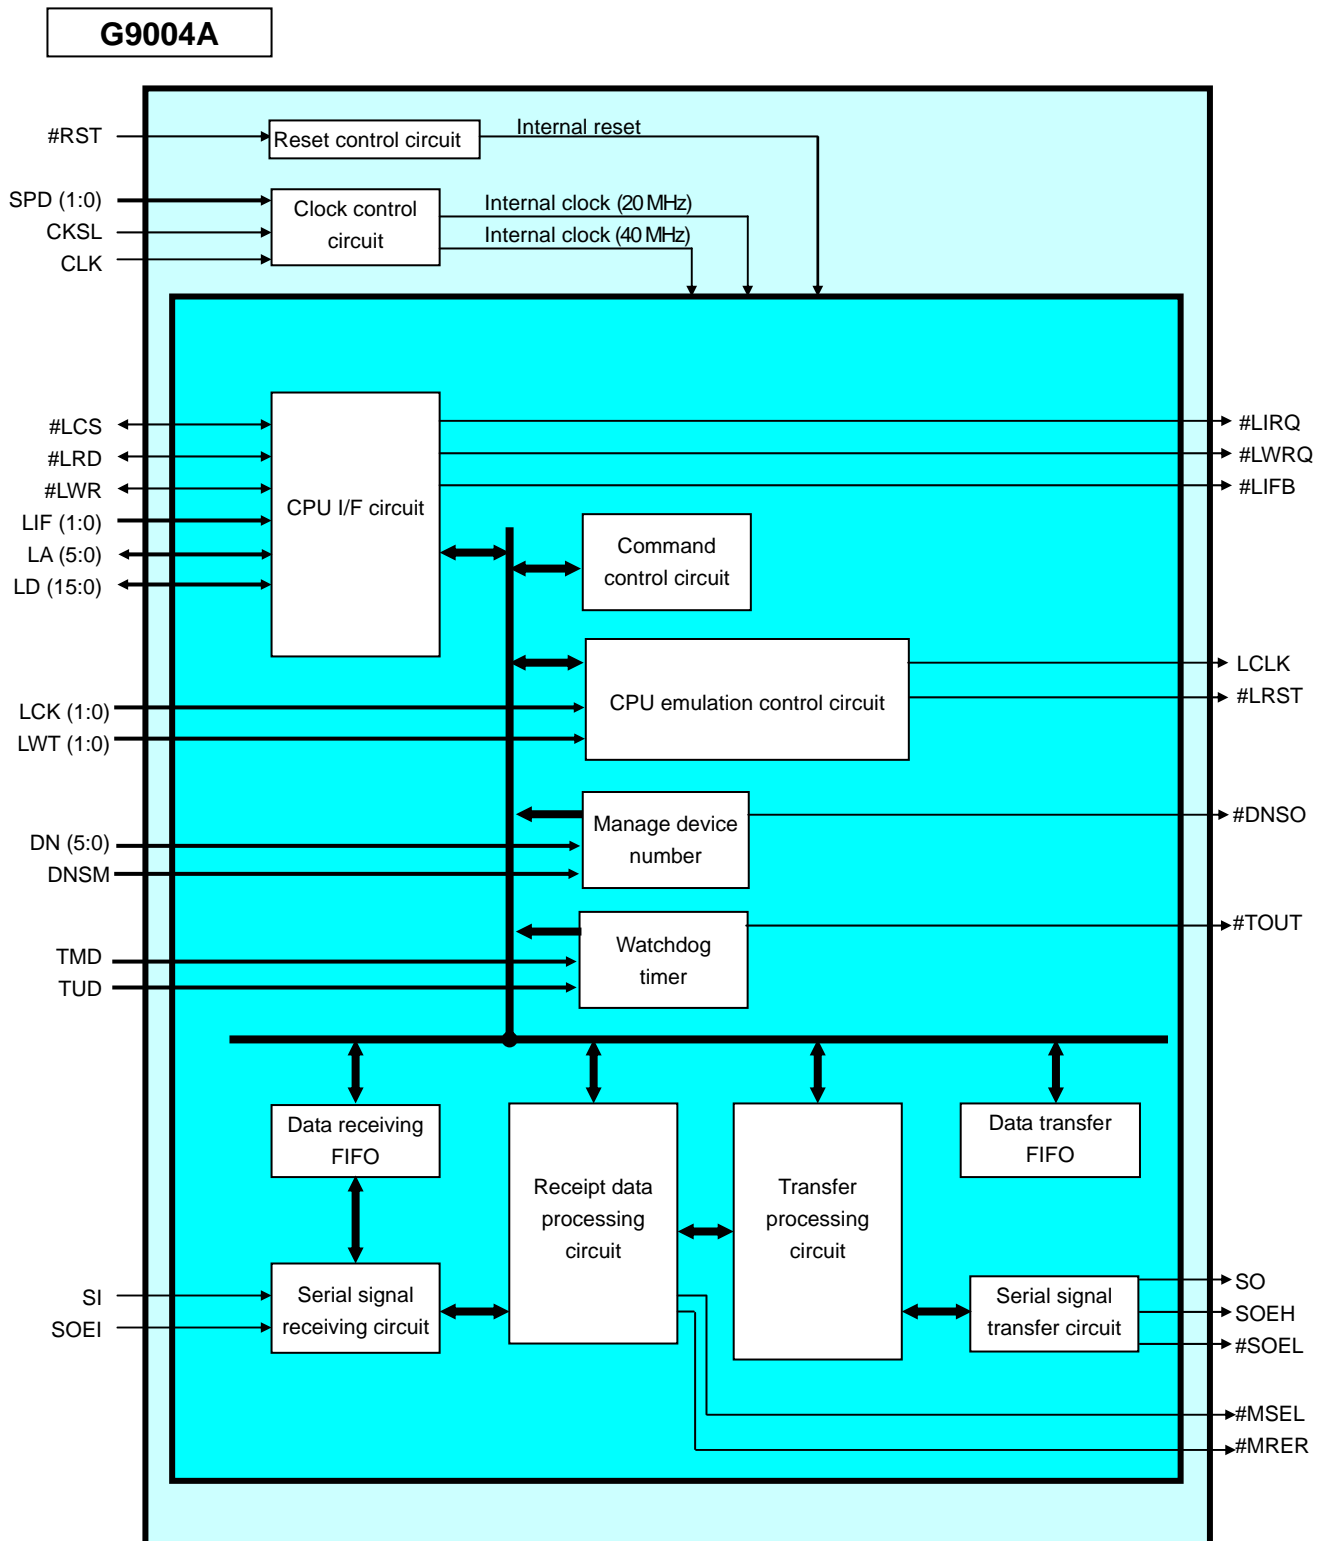 G9004A
#RST
Reset control circuit
Internal reset
SPD (1:0)
CKSL
CLK
Clock control
circuit
Internal clock (20 MHz)
Internal clock (40 MHz)
#LCS
#LRD
#LWR
LIF (1:0)
LA (5:0)
LD (15:0)
CPU I/F circuit
#LIRQ
#LWRQ
#LIFB
Command
control circuit
LCK (1:0)
LWT (1:0)
CPU emulation control circuit
LCLK
#LRST
DN (5:0)
DNSM
Manage device
number
#DNSO
TMD
TUD
Watchdog
timer
#TOUT
Data receiving
FIFO
Receipt data
processing
circuit
Transfer
processing
circuit
Data transfer
FIFO
SI
SOEI
Serial signal
receiving circuit
Serial signal
transfer circuit
SO
SOEH
#SOEL
#MSEL
#MRER